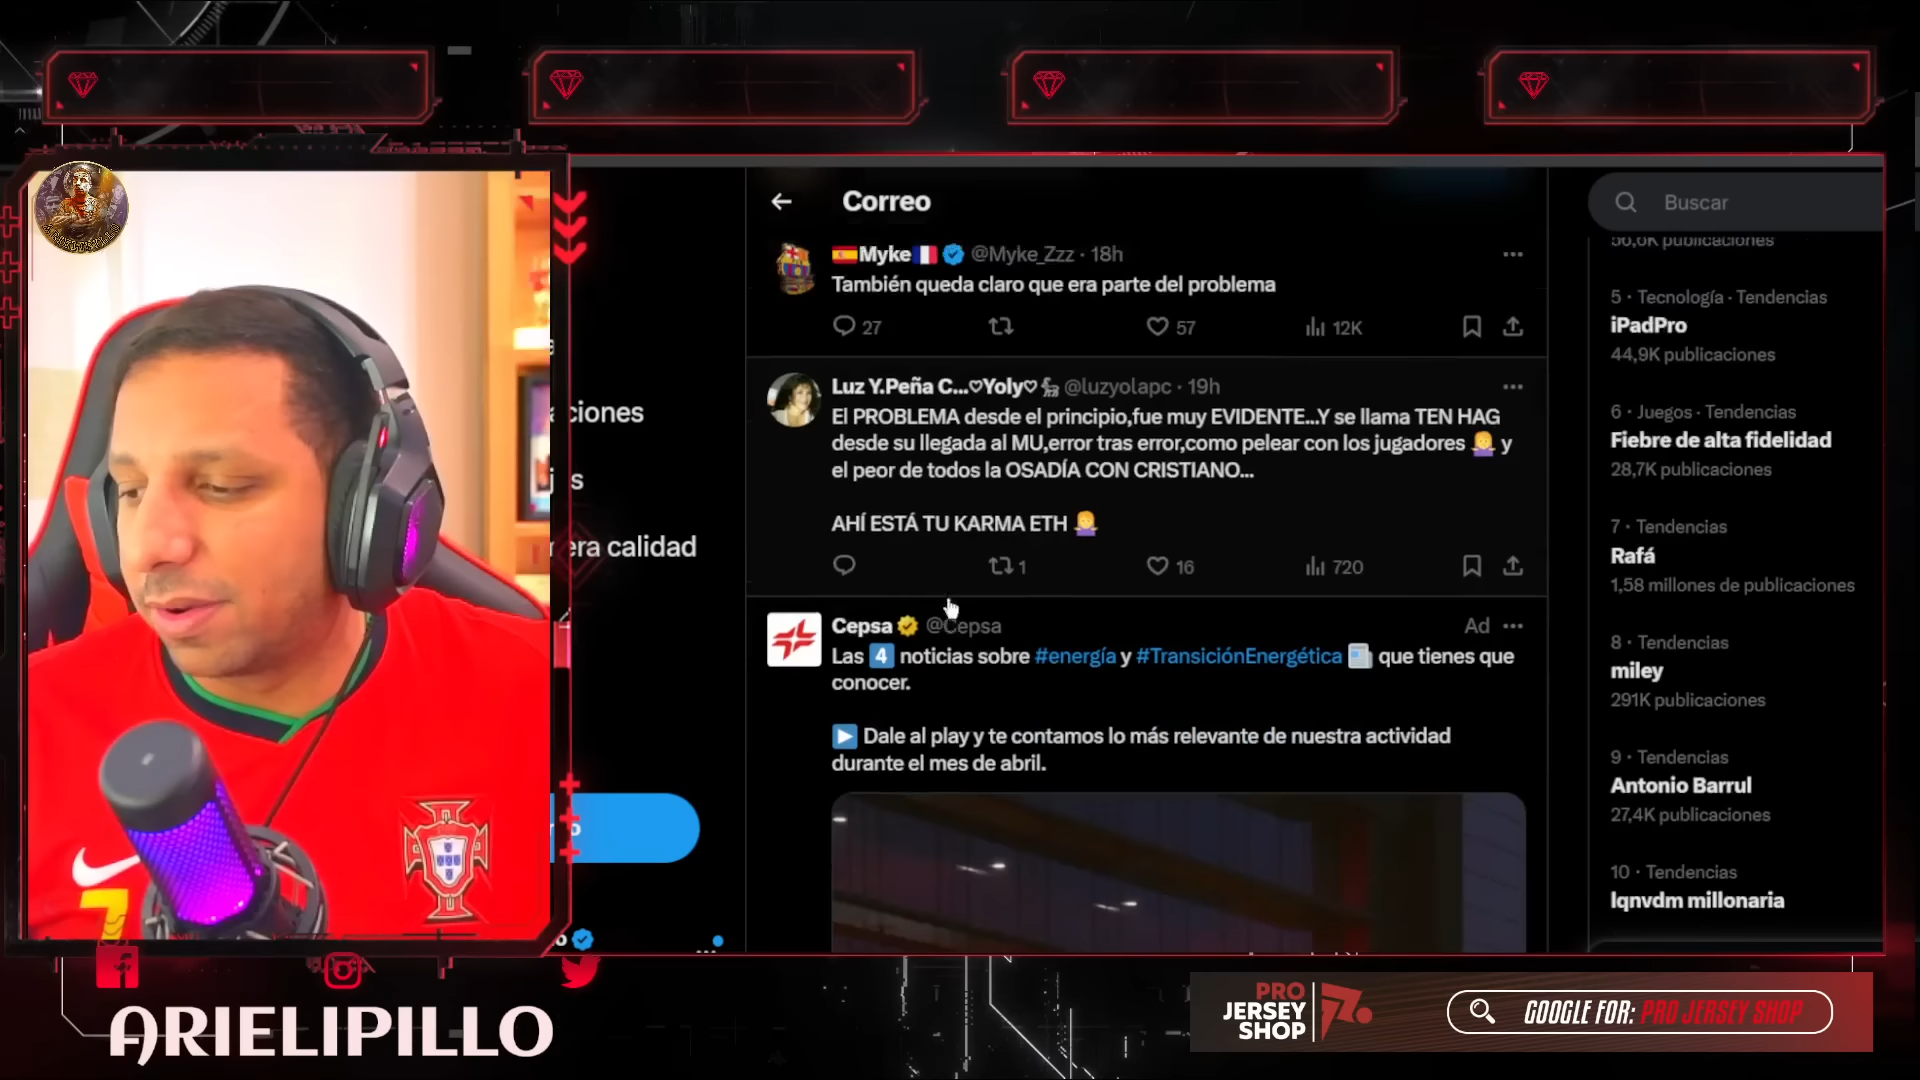 Correo
Buscar
Myke @Myke_Zzz · 18h
También queda claro que era parte del problema
27
57
12K
Luz Y.Peña C...♡Yoly♡ @luzyolapc · 19h
El PROBLEMA desde el principio,fue muy EVIDENTE...Y se llama TEN HAG
desde su llegada al MU,error tras error,como pelear con los jugadores y
el peor de todos la OSADÍA CON CRISTIANO...
AHÍ ESTÁ TU KARMA ETH
1
16
720
Cepsa @Cepsa
Ad
Las 4 noticias sobre #energía y #TransiciónEnergética que tienes que
conocer.
Dale al play y te contamos lo más relevante de nuestra actividad
durante el mes de abril.
ciones
s
era calidad
o
56,6K publicaciones
5 · Tecnología · Tendencias
iPadPro
44,9K publicaciones
6 · Juegos · Tendencias
Fiebre de alta fidelidad
28,7K publicaciones
7 · Tendencias
Rafá
1,58 millones de publicaciones
8 · Tendencias
miley
291K publicaciones
9 · Tendencias
Antonio Barrul
27,4K publicaciones
10 · Tendencias
lqnvdm millonaria
ARIELIPILLO
PRO
JERSEY
SHOP
GOOGLE FOR: PRO JERSEY SHOP